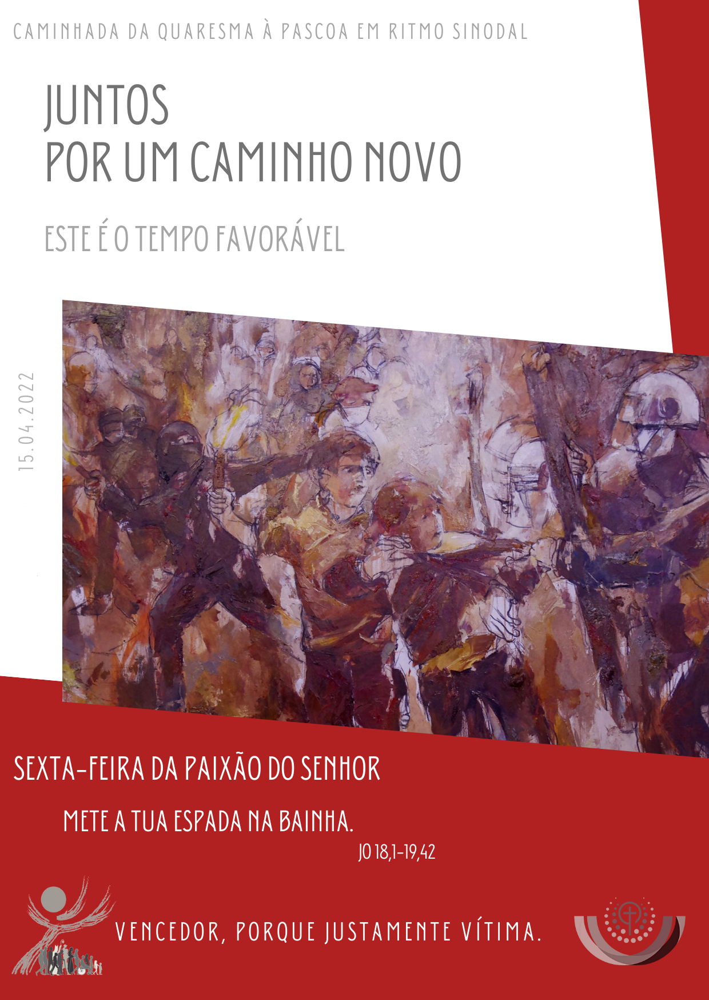 CAMINHADA DA QUARESMA À PASCOA EM RITMO SINODAL
JUNTOS
POR UM CAMINHO NOVO
ESTE É O TEMPO FAVORÁVEL
15.04.2022
SEXTA-FEIRA DA PAIXÃO DO SENHOR
METE A TUA ESPADA NA BAINHA.
JO 18,1-19,42
VENCEDOR, PORQUE JUSTAMENTE VÍTIMA.